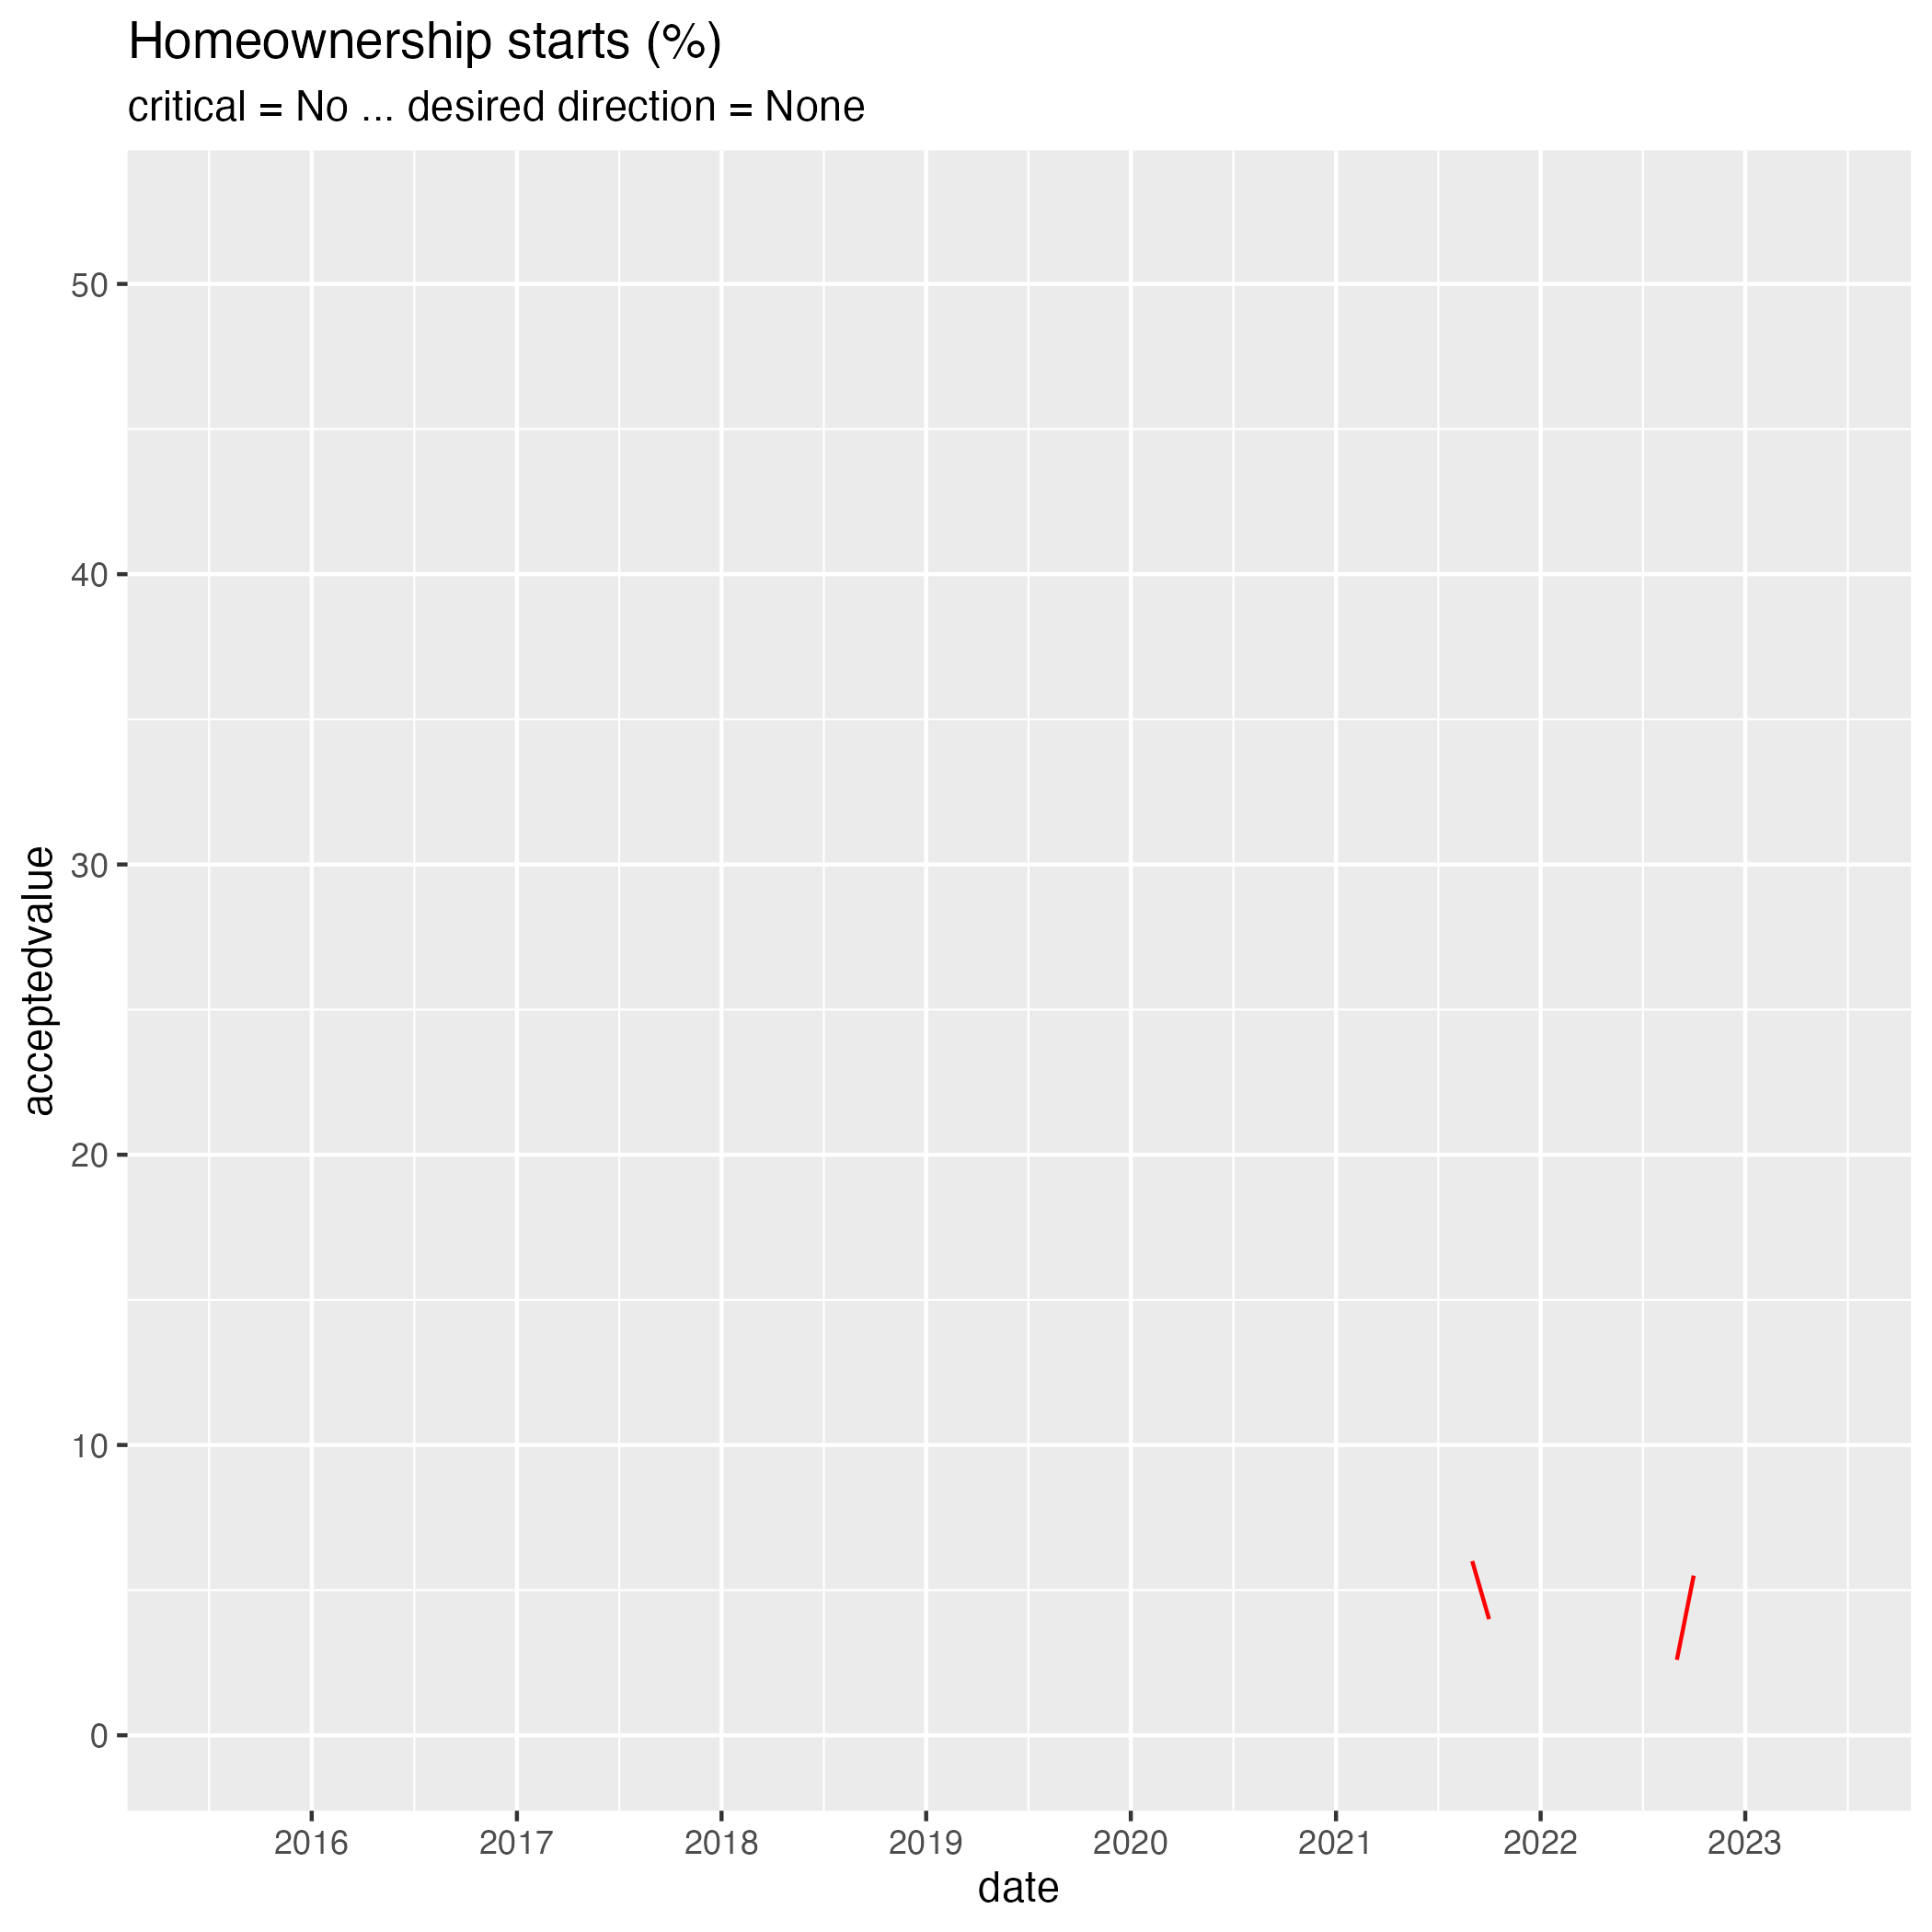 Homeownership starts (%)
critical = No ... desired direction = None
acceptedvalue
50
40
30
20
10
0
2016 2017 2018 2019 2020 2021 2022 2023
date